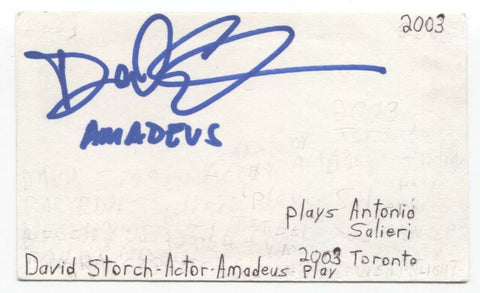 2003
AMADEUS
plays Antonio
Salieri
2003 Toronto
David Storch-Actor-Amadeus-play